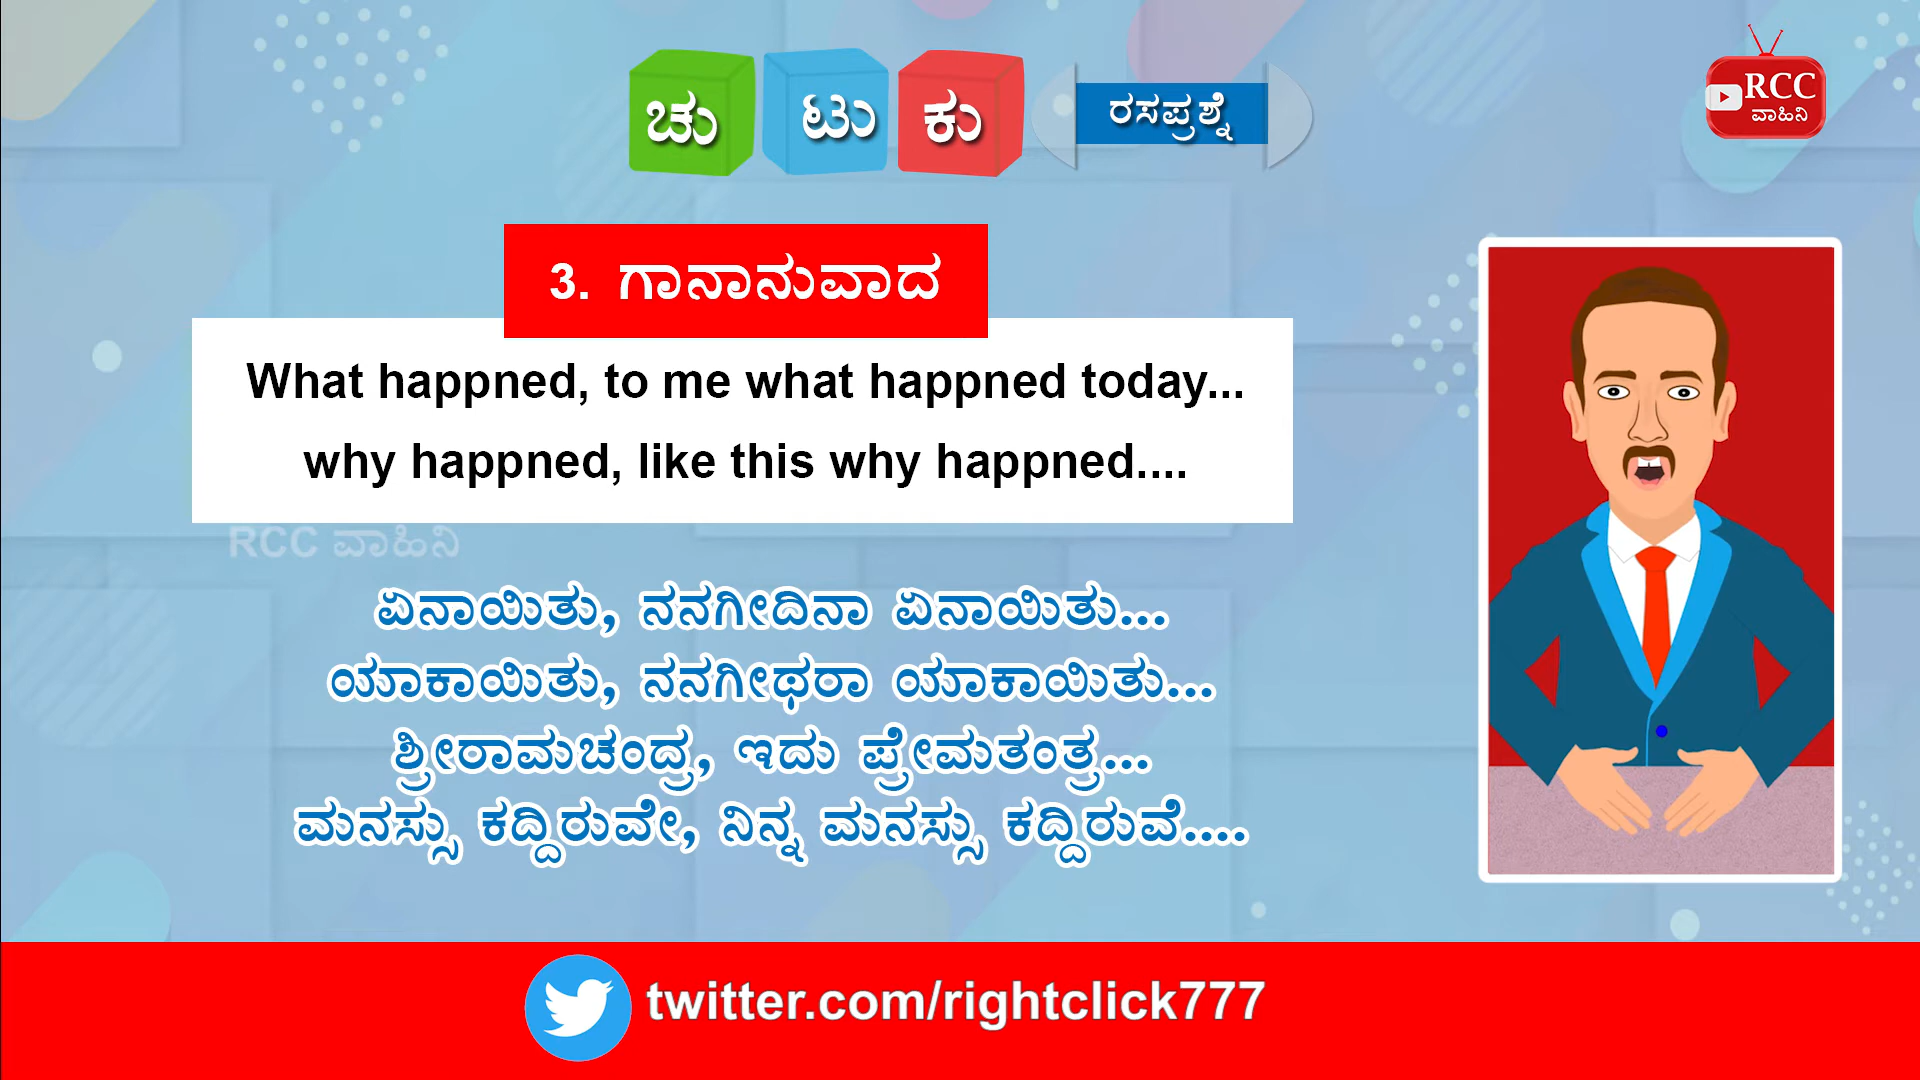 ಚುಟುಕು ರಸಪ್ರಶ್ನೆ
RCC
ವಾಹಿನಿ
3. ಗಾನಾನುವಾದ
What happned, to me what happned today...
why happned, like this why happned....
RCC ವಾಹಿನಿ
ಏನಾಯಿತು, ನನಗೀದಿನಾ ಏನಾಯಿತು...
ಯಾಕಾಯಿತು, ನನಗೀಥರಾ ಯಾಕಾಯಿತು...
ಶ್ರೀರಾಮಚಂದ್ರ, ಇದು ಪ್ರೇಮತಂತ್ರ...
ಮನಸ್ಸು ಕದ್ದಿರುವೇ, ನಿನ್ನ ಮನಸ್ಸು ಕದ್ದಿರುವೆ....
twitter.com/rightclick777